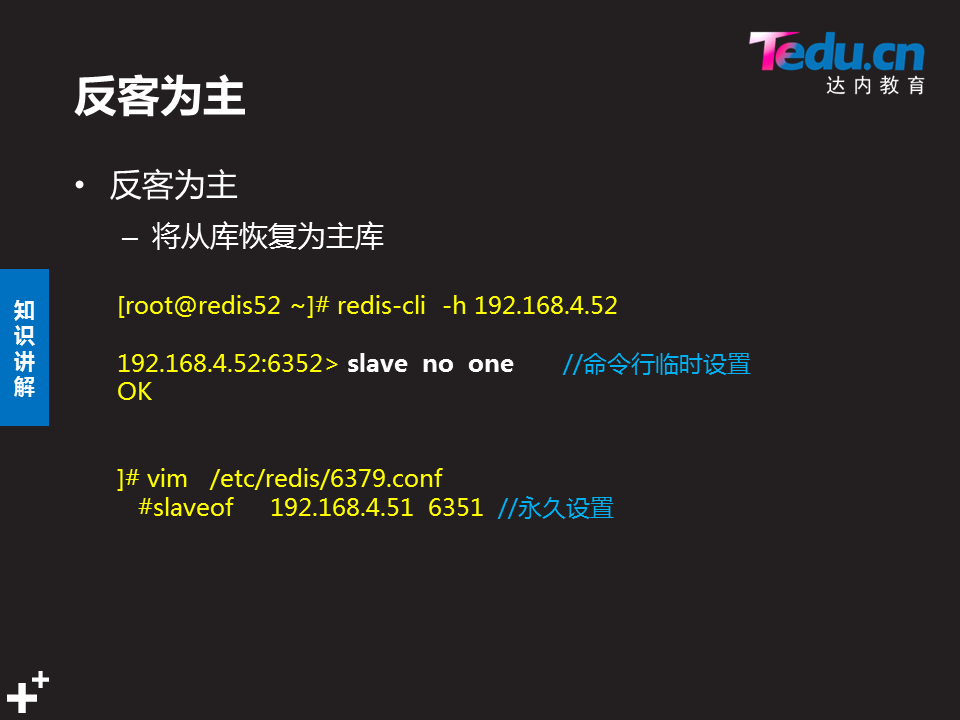 Tedu.cn
达内教育
反客为主
• 反客为主
– 将从库恢复为主库
知识讲解
[root@redis52 ~]# redis-cli -h 192.168.4.52
192.168.4.52:6352> slave no one //命令行临时设置
OK
]# vim /etc/redis/6379.conf
#slaveof 192.168.4.51 6351 //永久设置